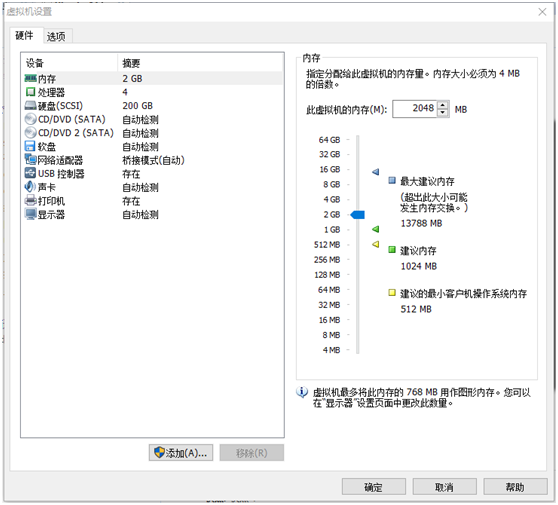 虚拟机设置
硬件 选项
设备 摘要
内存 2 GB
处理器 4
硬盘(SCSI) 200 GB
CD/DVD (SATA) 自动检测
CD/DVD 2 (SATA) 自动检测
软盘 自动检测
网络适配器 桥接模式(自动)
USB 控制器 存在
声卡 自动检测
打印机 存在
显示器 自动检测
添加(A)... 移除(R)
内存
指定分配给此虚拟机的内存量。内存大小必须为 4 MB
的倍数。
此虚拟机的内存(M): 2048 MB
64 GB
32 GB
16 GB
8 GB
4 GB
2 GB
1 GB
512 MB
256 MB
128 MB
64 MB
32 MB
16 MB
8 MB
4 MB
最大建议内存
(超出此大小可能
发生内存交换。)
13788 MB
建议内存
1024 MB
建议的最小客户机操作系统内存
512 MB
虚拟机最多将此内存的 768 MB 用作图形内存。您可以
在"显示器"设置页面中更改此数量。
确定 取消 帮助